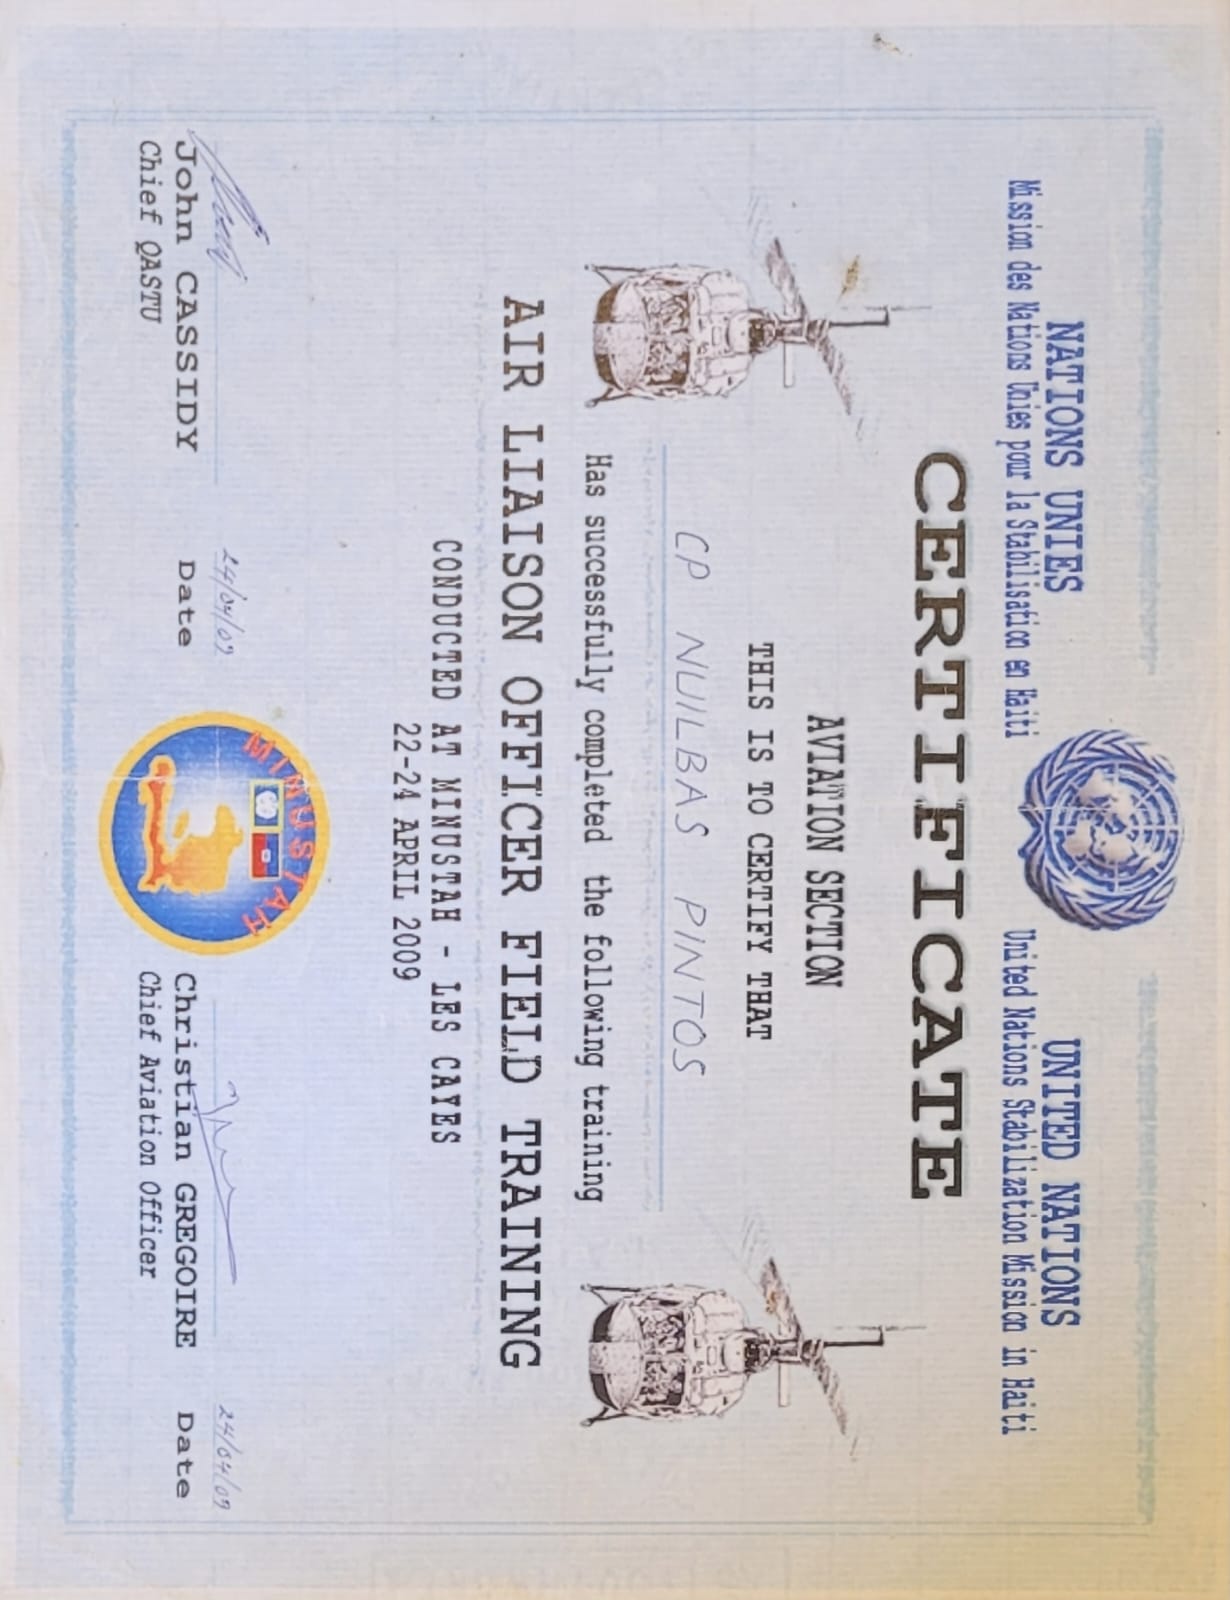 NATIONS UNIES
Mission des Nations Unies pour la Stabilisation en Haiti
UNITED NATIONS
United Nations Stabilization Mission in Haiti
CERTIFICATE
AVIATION SECTION
THIS IS TO CERTIFY THAT
CP NUILBAS PINTOS
Has successfully completed the following training
AIR LIAISON OFFICER FIELD TRAINING
CONDUCTED AT MINUSTAH - LES CAYES
22-24 APRIL 2009
MINUSTAH
24/04/09
John CASSIDY Date
Chief QASTU
24/04/09
Christian GREGOIRE Date
Chief Aviation Officer